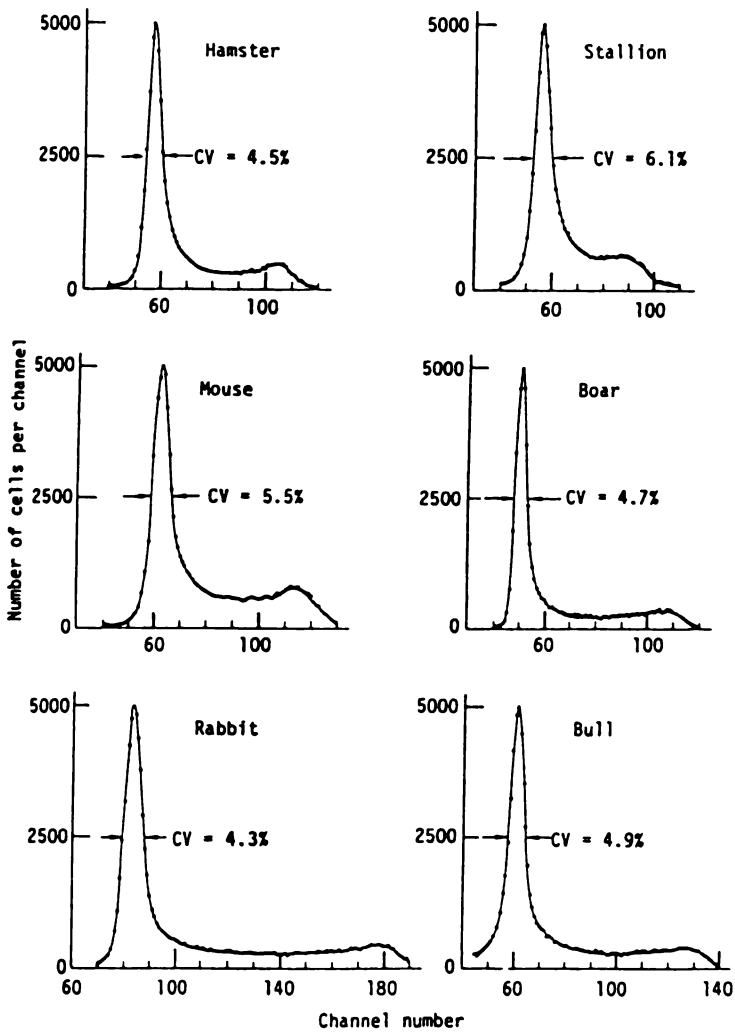 5000
Hamster
2500
CV = 4.5%
0
60
100
5000
Stallion
2500
CV = 6.1%
0
60
100
Number of cells per channel
5000
Mouse
2500
CV = 5.5%
0
60
100
5000
Boar
2500
CV = 4.7%
0
60
100
5000
Rabbit
2500
CV = 4.3%
0
60
100
180
5000
Bull
2500
CV = 4.9%
0
60
100
140
Channel number